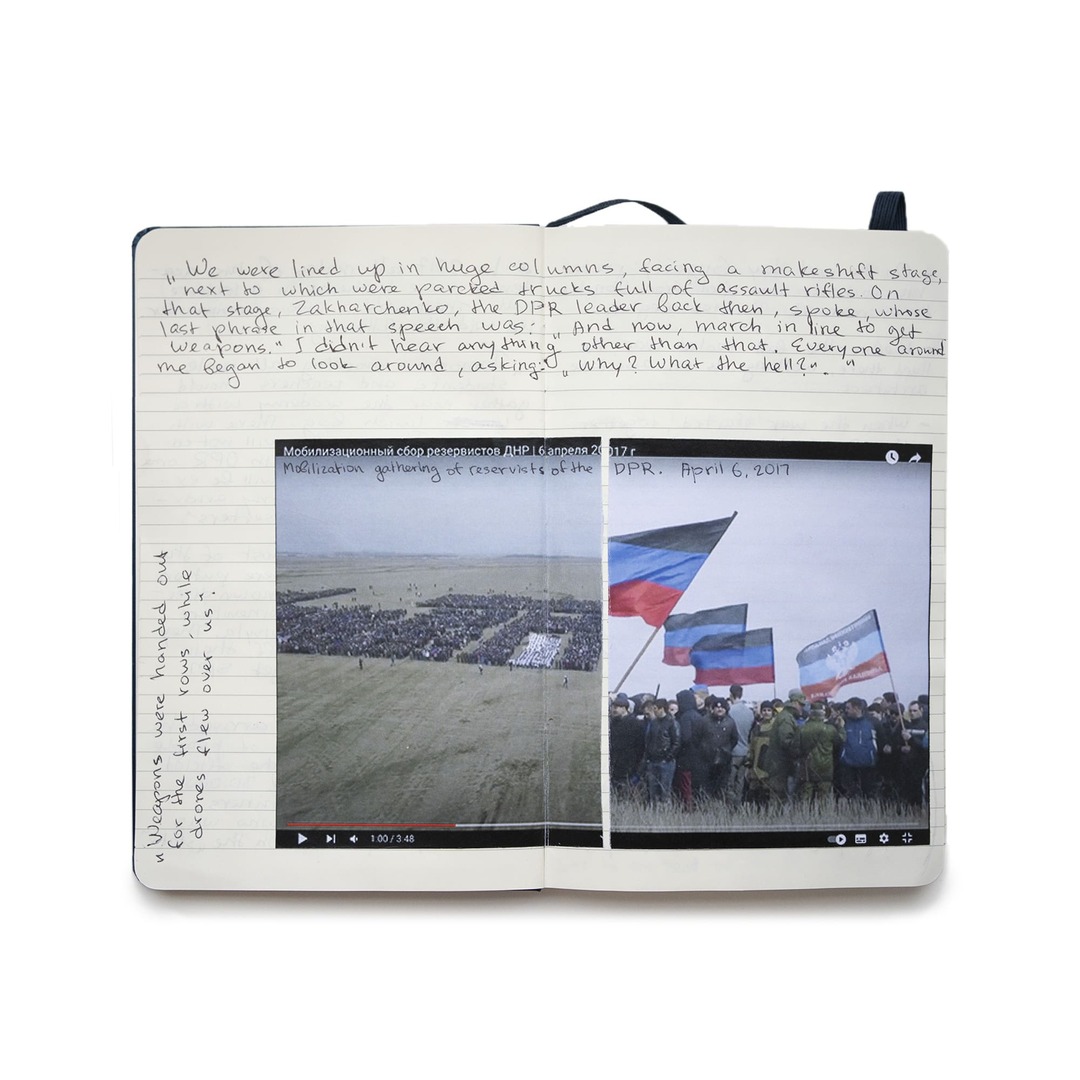 „We were lined up in huge columns, facing a makeshift stage,
next to which were parcked trucks full of assault rifles. On
that stage, Zakharchenko, the DPR leader back then, spoke, whose
last phrase in that speech was: „And now, march in line to get
weapons." I didn't hear anything other than that. Everyone around
me began to look around, asking: „Why? What the hell?"."
Мобилизационный сбор резервистов ДНР | 6 апреля 2017 г
Mobilization gathering of reservists of the DPR. April 6, 2017
1:00 / 3:48
"Weapons were handed out
for the first rows, while
drones flew over us"